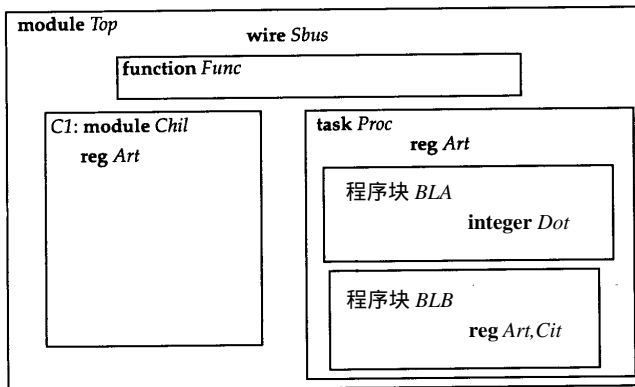 module Top
wire Sbus
function Func
C1: module Chil
reg Art
task Proc
reg Art
程序块 BLA
integer Dot
程序块 BLB
reg Art,Cit